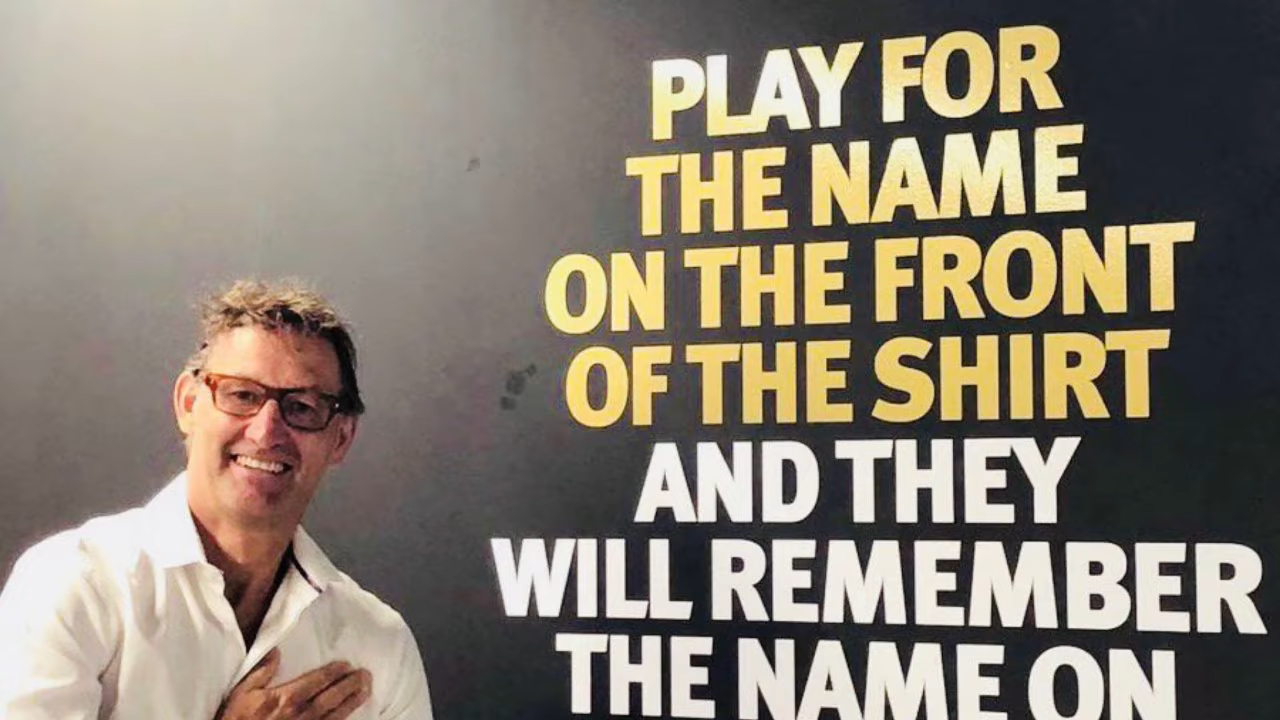 PLAY FOR
THE NAME
ON THE FRONT
OF THE SHIRT
AND THEY
WILL REMEMBER
THE NAME ON